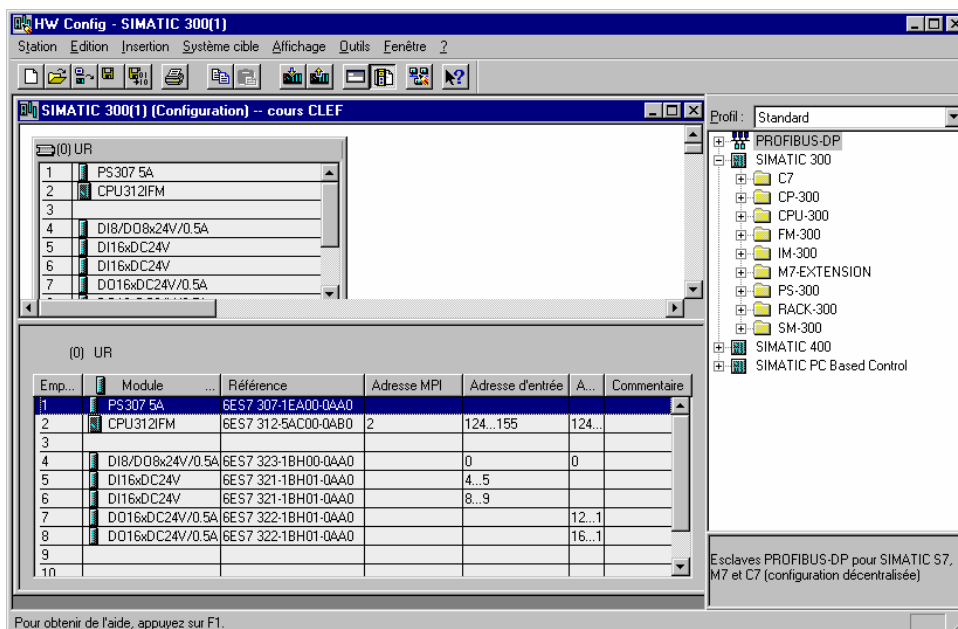 HW Config - SIMATIC 300(1)
Station Edition Insertion Système cible Affichage Outils Fenêtre ?
SIMATIC 300(1) (Configuration) -- cours CLEF
(0) UR
1 PS307 5A
2 CPU312IFM
3
4 DI8/DO8x24V/0.5A
5 DI16xDC24V
6 DI16xDC24V
7 DO16xDC24V/0.5A
(0) UR
Emp... Module ... Référence Adresse MPI Adresse d'entrée A... Commentaire
1 PS307 5A 6ES7 307-1EA00-0AA0
2 CPU312IFM 6ES7 312-5AC00-0AB0 2 124...155 124...
3
4 DI8/DO8x24V/0.5A 6ES7 323-1BH00-0AA0 0 0
5 DI16xDC24V 6ES7 321-1BH01-0AA0 4...5
6 DI16xDC24V 6ES7 321-1BH01-0AA0 8...9
7 DO16xDC24V/0.5A 6ES7 322-1BH01-0AA0 12...1
8 DO16xDC24V/0.5A 6ES7 322-1BH01-0AA0 16...1
9
10
Profil : Standard
PROFIBUS-DP
SIMATIC 300
C7
CP-300
CPU-300
FM-300
IM-300
M7-EXTENSION
PS-300
RACK-300
SM-300
SIMATIC 400
SIMATIC PC Based Control
Esclaves PROFIBUS-DP pour SIMATIC S7,
M7 et C7 (configuration décentralisée)
Pour obtenir de l'aide, appuyez sur F1.